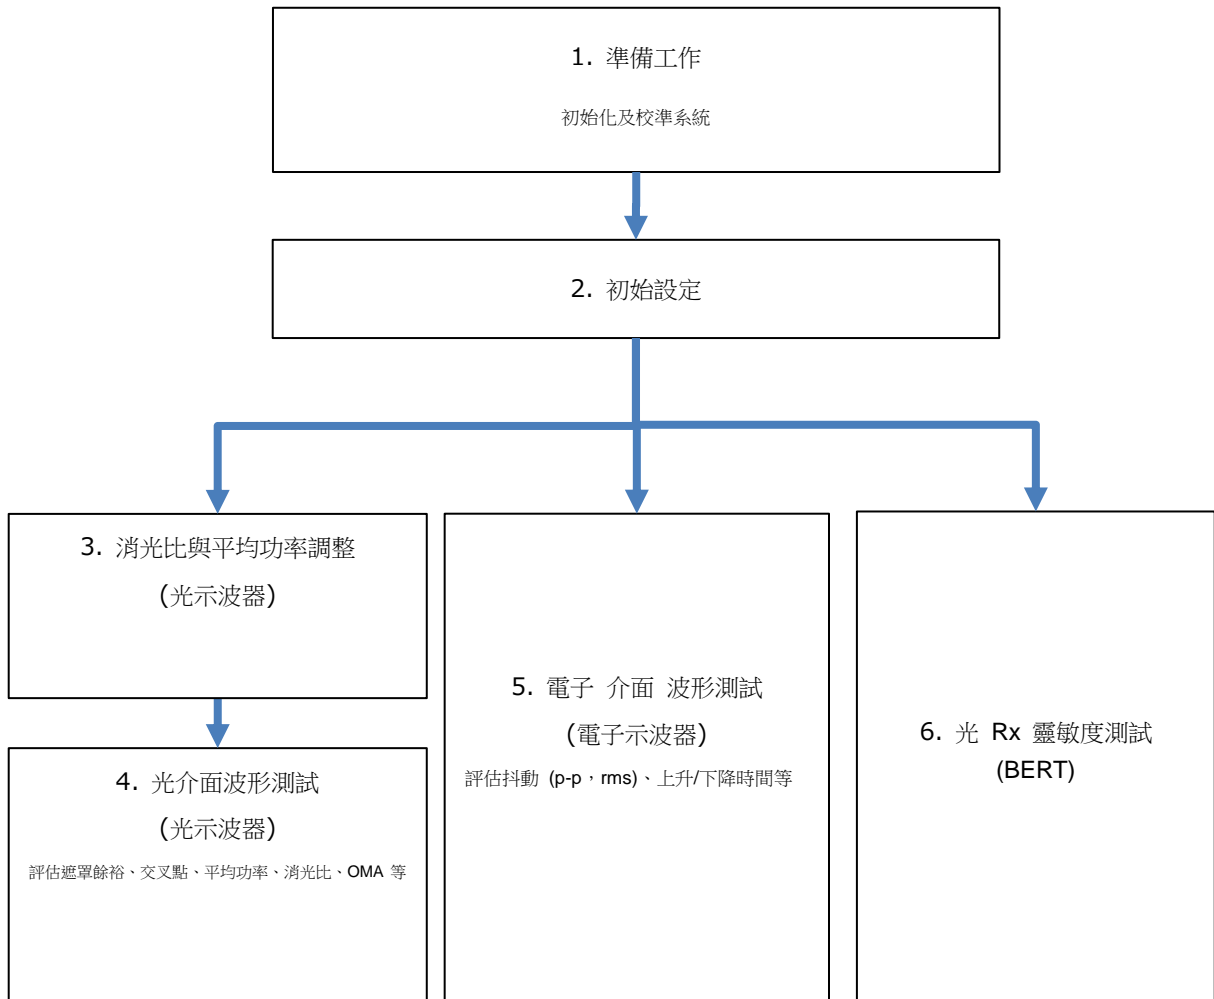 1. 準備工作
初始化及校準系統
2. 初始設定
3. 消光比與平均功率調整
(光示波器)
4. 光介面波形測試
(光示波器)
評估遮罩餘裕、交叉點、平均功率、消光比、OMA 等
5. 電子 介面 波形測試
(電子示波器)
評估抖動 (p-p，rms)、上升/下降時間等
6. 光 Rx 靈敏度測試
(BERT)